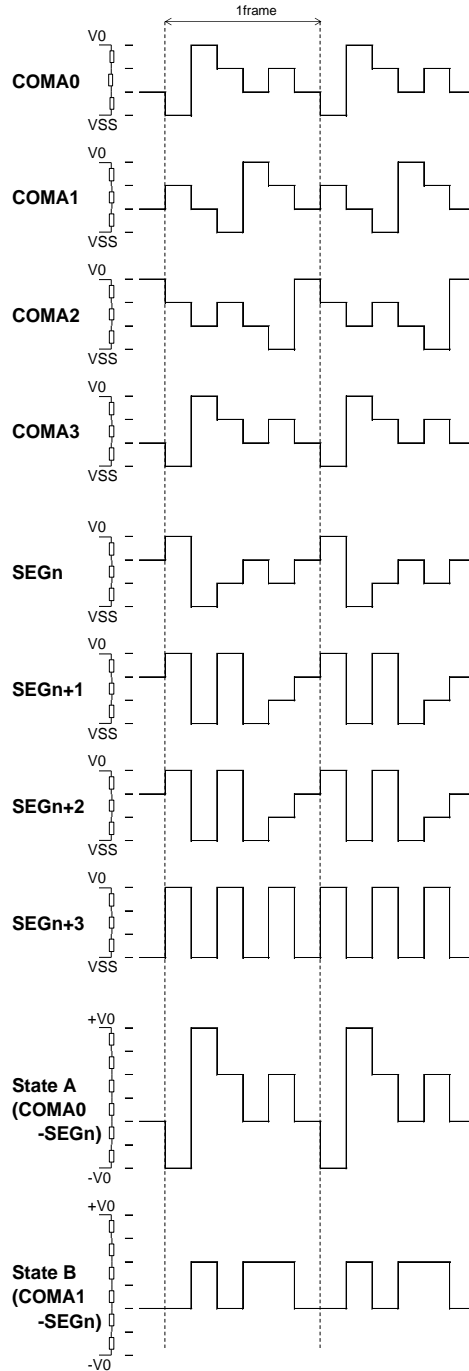 1frame
V0
COMA0
VSS
V0
COMA1
VSS
V0
COMA2
VSS
V0
COMA3
VSS
V0
SEGn
VSS
V0
SEGn+1
VSS
V0
SEGn+2
VSS
V0
SEGn+3
VSS
+V0
State A
(COMA0
-SEGn)
-V0
+V0
State B
(COMA1
-SEGn)
-V0